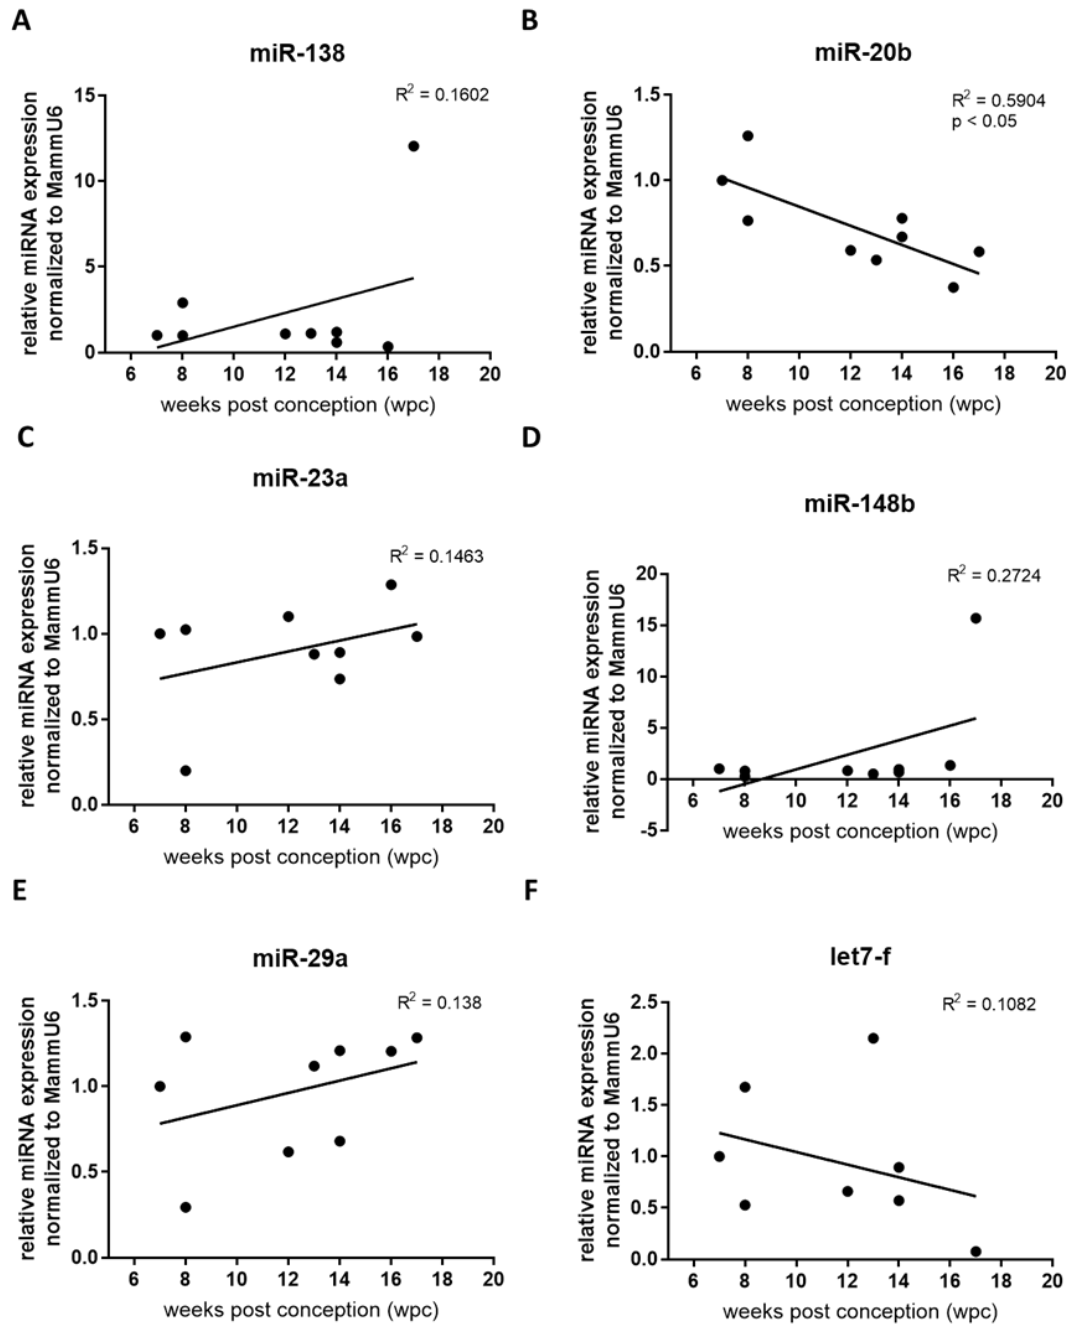 A
miR-138
R² = 0.1602
relative miRNA expression
normalized to MammU6
15
10
5
0
6 8 10 12 14 16 18 20
weeks post conception (wpc)
B
miR-20b
R² = 0.5904
p < 0.05
relative miRNA expression
normalized to MammU6
1.5
1.0
0.5
0.0
6 8 10 12 14 16 18 20
weeks post conception (wpc)
C
miR-23a
R² = 0.1463
relative miRNA expression
normalized to MammU6
1.5
1.0
0.5
0.0
6 8 10 12 14 16 18 20
weeks post conception (wpc)
D
miR-148b
R² = 0.2724
relative miRNA expression
normalized to MammU6
20
15
10
5
0
-5
6 8 10 12 14 16 18 20
weeks post conception (wpc)
E
miR-29a
R² = 0.138
relative miRNA expression
normalized to MammU6
1.5
1.0
0.5
0.0
6 8 10 12 14 16 18 20
weeks post conception (wpc)
F
let7-f
R² = 0.1082
relative miRNA expression
normalized to MammU6
2.5
2.0
1.5
1.0
0.5
0.0
6 8 10 12 14 16 18 20
weeks post conception (wpc)